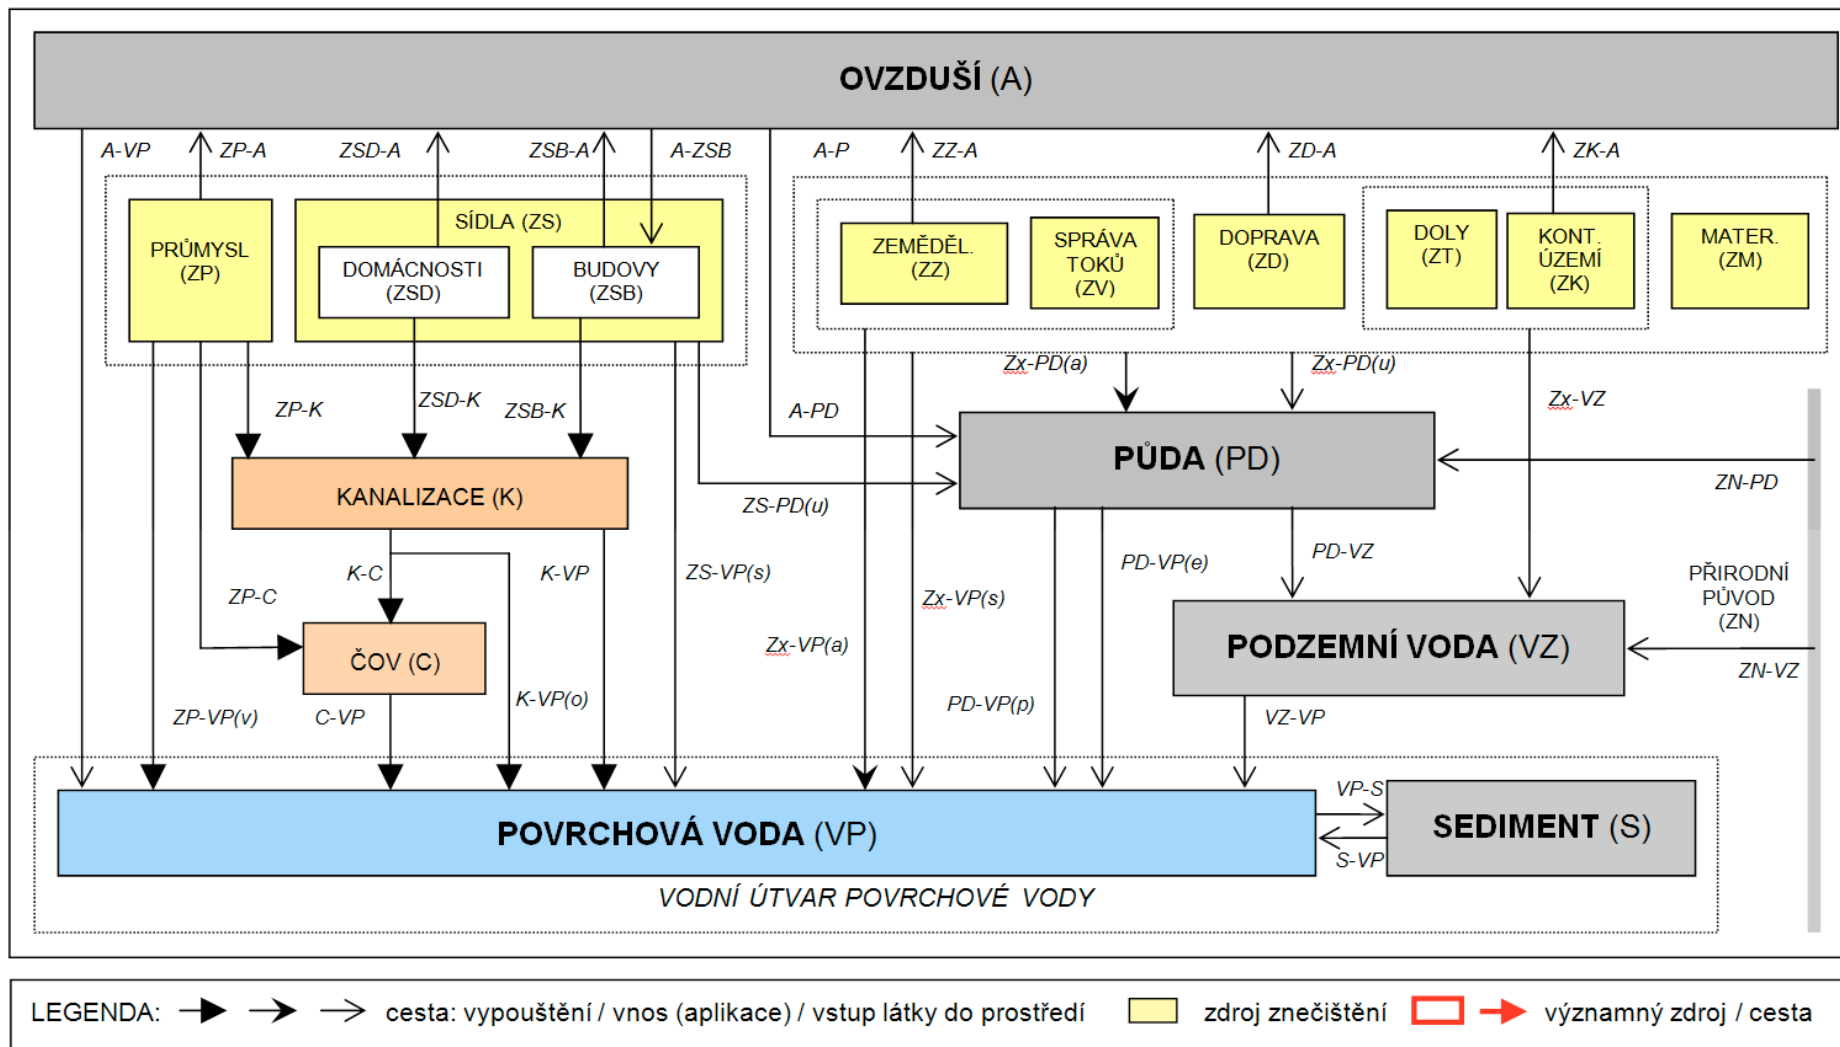 OVZDUŠÍ (A)
A-VP
ZP-A
ZSD-A
ZSB-A
A-ZSB
A-P
ZZ-A
ZD-A
ZK-A
PRŮMYSL
(ZP)
SÍDLA (ZS)
DOMÁCNOSTI
(ZSD)
BUDOVY
(ZSB)
ZEMĚDĚL.
(ZZ)
SPRÁVA
TOKŮ
(ZV)
DOPRAVA
(ZD)
DOLY
(ZT)
KONT.
ÚZEMÍ
(ZK)
MATER.
(ZM)
Zx-PD(a)
Zx-PD(u)
ZP-K
ZSD-K
ZSB-K
A-PD
Zx-VZ
KANALIZACE (K)
ZS-PD(u)
PŮDA (PD)
ZN-PD
K-C
K-VP
ZS-VP(s)
PD-VP(e)
PD-VZ
ZP-C
Zx-VP(s)
PŘIRODNÍ
PŮVOD
(ZN)
ČOV (C)
Zx-VP(a)
PODZEMNÍ VODA (VZ)
ZN-VZ
ZP-VP(v)
C-VP
K-VP(o)
PD-VP(p)
VZ-VP
POVRCHOVÁ VODA (VP)
VP-S
S-VP
SEDIMENT (S)
VODNÍ ÚTVAR POVRCHOVÉ VODY
LEGENDA:
cesta: vypouštění / vnos (aplikace) / vstup látky do prostředí
zdroj znečištění
významný zdroj / cesta